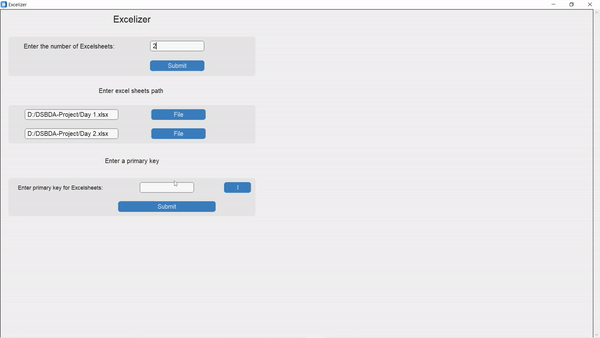 Excelizer
Excelizer
Enter the number of Excelsheets: 2
Submit
Enter excel sheets path
D:/DSBDA-Project/Day 1.xlsx File
D:/DSBDA-Project/Day 2.xlsx File
Enter a primary key
Enter primary key for Excelsheets: I
Submit